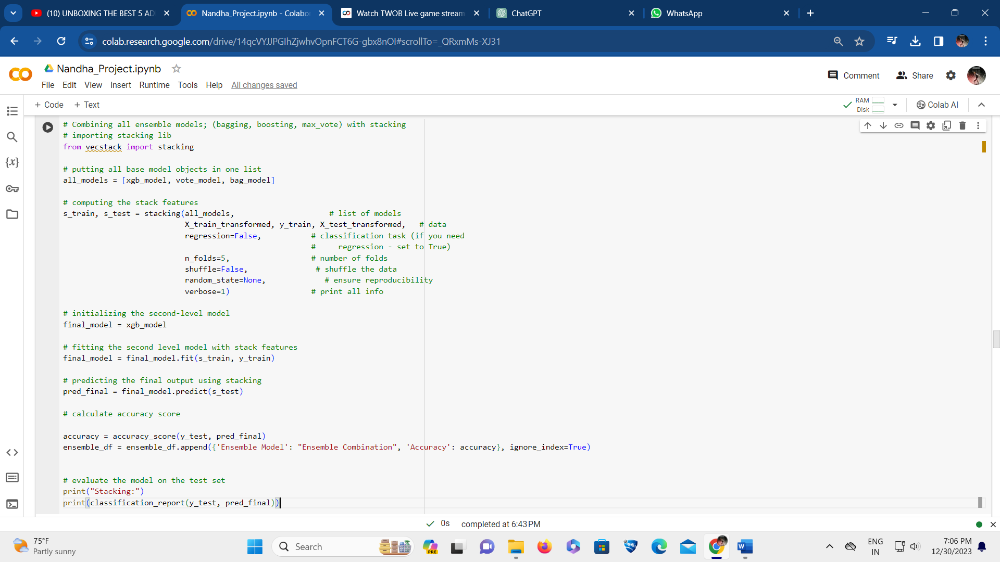 (10) UNBOXING THE BEST 5 AD
Nandha_Project.ipynb - Colabo
Watch TWOB Live game stream
ChatGPT
WhatsApp
colab.research.google.com/drive/14qcVYJJPGIhZjwhvOpnFCT6G-gbx8nOI#scrollTo=_QRxmMs-XJ31
Nandha_Project.ipynb
Comment
Share
File Edit View Insert Runtime Tools Help All changes saved
+ Code + Text
RAM
Disk
Colab AI
# Combining all ensemble models; (bagging, boosting, max_vote) with stacking
# importing stacking lib
from vecstack import stacking
# putting all base model objects in one list
all_models = [xgb_model, vote_model, bag_model]
# computing the stack features
s_train, s_test = stacking(all_models, # list of models
X_train_transformed, y_train, X_test_transformed, # data
regression=False, # classification task (if you need
# regression - set to True)
n_folds=5, # number of folds
shuffle=False, # shuffle the data
random_state=None, # ensure reproducibility
verbose=1) # print all info
# initializing the second-level model
final_model = xgb_model
# fitting the second level model with stack features
final_model = final_model.fit(s_train, y_train)
# predicting the final output using stacking
pred_final = final_model.predict(s_test)
# calculate accuracy score
accuracy = accuracy_score(y_test, pred_final)
ensemble_df = ensemble_df.append({'Ensemble Model': "Ensemble Combination", 'Accuracy': accuracy}, ignore_index=True)
# evaluate the model on the test set
print("Stacking:")
print(classification_report(y_test, pred_final))
0s completed at 6:43 PM
75°F
Partly sunny
Search
PRE
ENG
IN
7:06 PM
12/30/2023